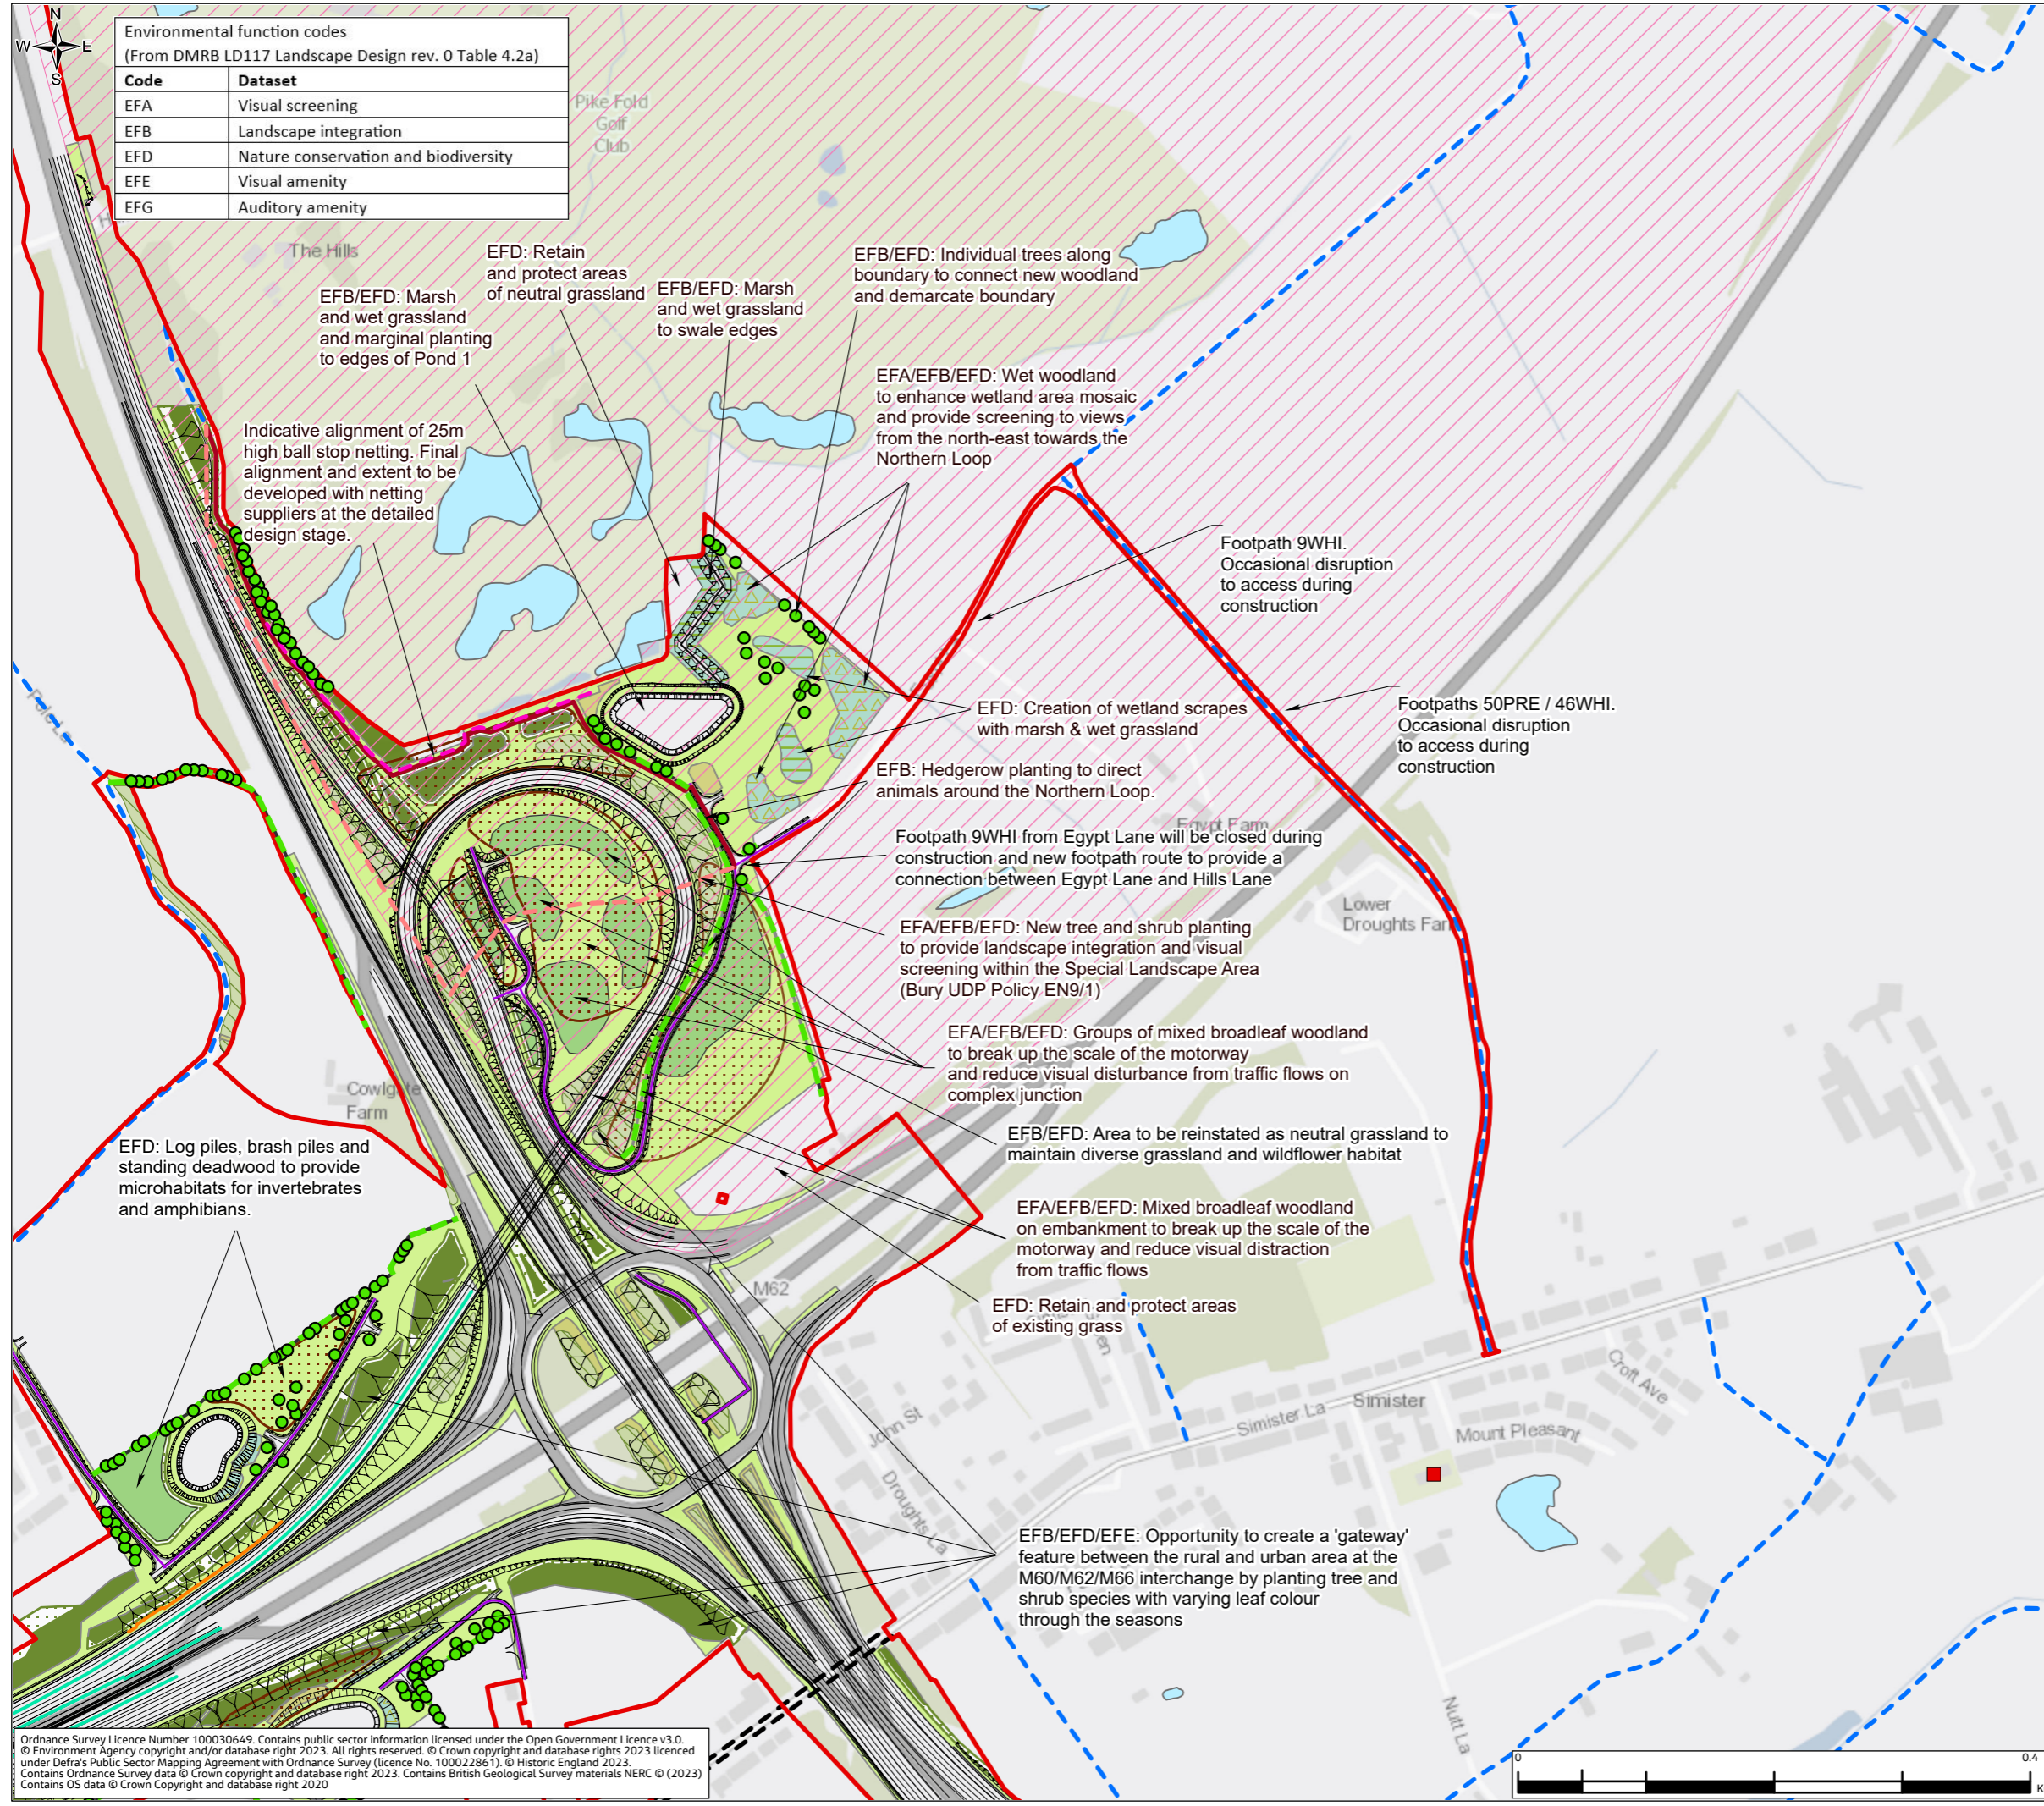 N
W
E
S
Environmental function codes
(From DMRB LD117 Landscape Design rev. 0 Table 4.2a)
Code Dataset
EFA Visual screening
EFB Landscape integration
EFD Nature conservation and biodiversity
EFE Visual amenity
EFG Auditory amenity
Pike Fold
Golf
Club
The Hills
EFB/EFD: Marsh
and wet grassland
and marginal planting
to edges of Pond 1
EFD: Retain
and protect areas
of neutral grassland
EFB/EFD: Marsh
and wet grassland
to swale edges
EFB/EFD: Individual trees along
boundary to connect new woodland
and demarcate boundary
EFA/EFB/EFD: Wet woodland
to enhance wetland area mosaic
and provide screening to views
from the north-east towards the
Northern Loop
Indicative alignment of 25m
high ball stop netting. Final
alignment and extent to be
developed with netting
suppliers at the detailed
design stage.
Footpath 9WHI.
Occasional disruption
to access during
construction
Footpaths 50PRE / 46WHI.
Occasional disruption
to access during
construction
Pole La
EFD: Creation of wetland scrapes
with marsh & wet grassland
EFB: Hedgerow planting to direct
animals around the Northern Loop.
Egypt Farm
Footpath 9WHI from Egypt Lane will be closed during
construction and new footpath route to provide a
connection between Egypt Lane and Hills Lane
Lower
Droughts Farm
EFA/EFB/EFD: New tree and shrub planting
to provide landscape integration and visual
screening within the Special Landscape Area
(Bury UDP Policy EN9/1)
EFA/EFB/EFD: Groups of mixed broadleaf woodland
to break up the scale of the motorway
and reduce visual disturbance from traffic flows on
complex junction
Cowlgate
Farm
EFB/EFD: Area to be reinstated as neutral grassland to
maintain diverse grassland and wildflower habitat
EFD: Log piles, brash piles and
standing deadwood to provide
microhabitats for invertebrates
and amphibians.
EFA/EFB/EFD: Mixed broadleaf woodland
on embankment to break up the scale of the
motorway and reduce visual distraction
from traffic flows
M62
EFD: Retain and protect areas
of existing grass
John St
Droughts La
Simister La
Simister
Croft Ave
Mount Pleasant
EFB/EFD/EFE: Opportunity to create a 'gateway'
feature between the rural and urban area at the
M60/M62/M66 interchange by planting tree and
shrub species with varying leaf colour
through the seasons
Nutt La
Ordnance Survey Licence Number 100030649. Contains public sector information licensed under the Open Government Licence v3.0.
© Environment Agency copyright and/or database right 2023. All rights reserved. © Crown copyright and database rights 2023 licenced
under Defra's Public Sector Mapping Agreement with Ordnance Survey (licence No. 100022861). © Historic England 2023.
Contains Ordnance Survey data © Crown copyright and database right 2023. Contains British Geological Survey materials NERC © (2023)
Contains OS data © Crown Copyright and database right 2020
0
0.4
K